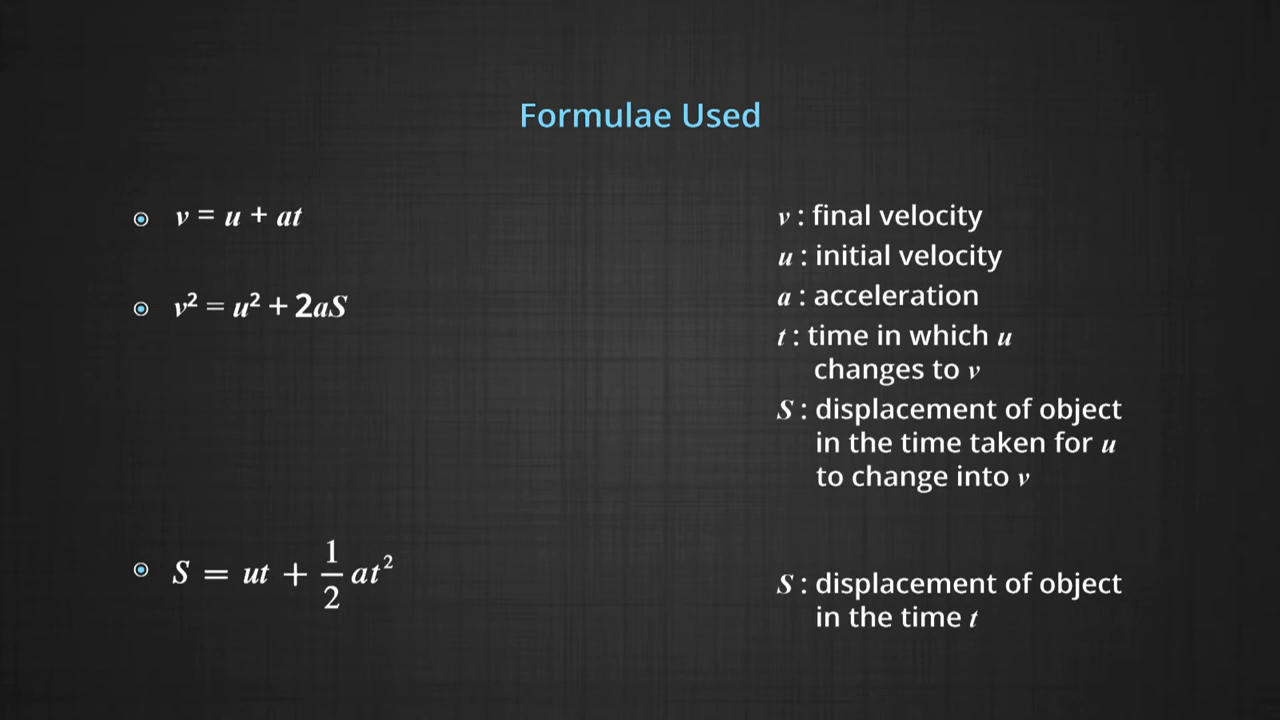 Formulae Used
v = u + at
v² = u² + 2aS
v : final velocity
u : initial velocity
a : acceleration
t : time in which u
changes to v
S : displacement of object
in the time taken for u
to change into v
S = ut + 1/2 at²
S : displacement of object
in the time t